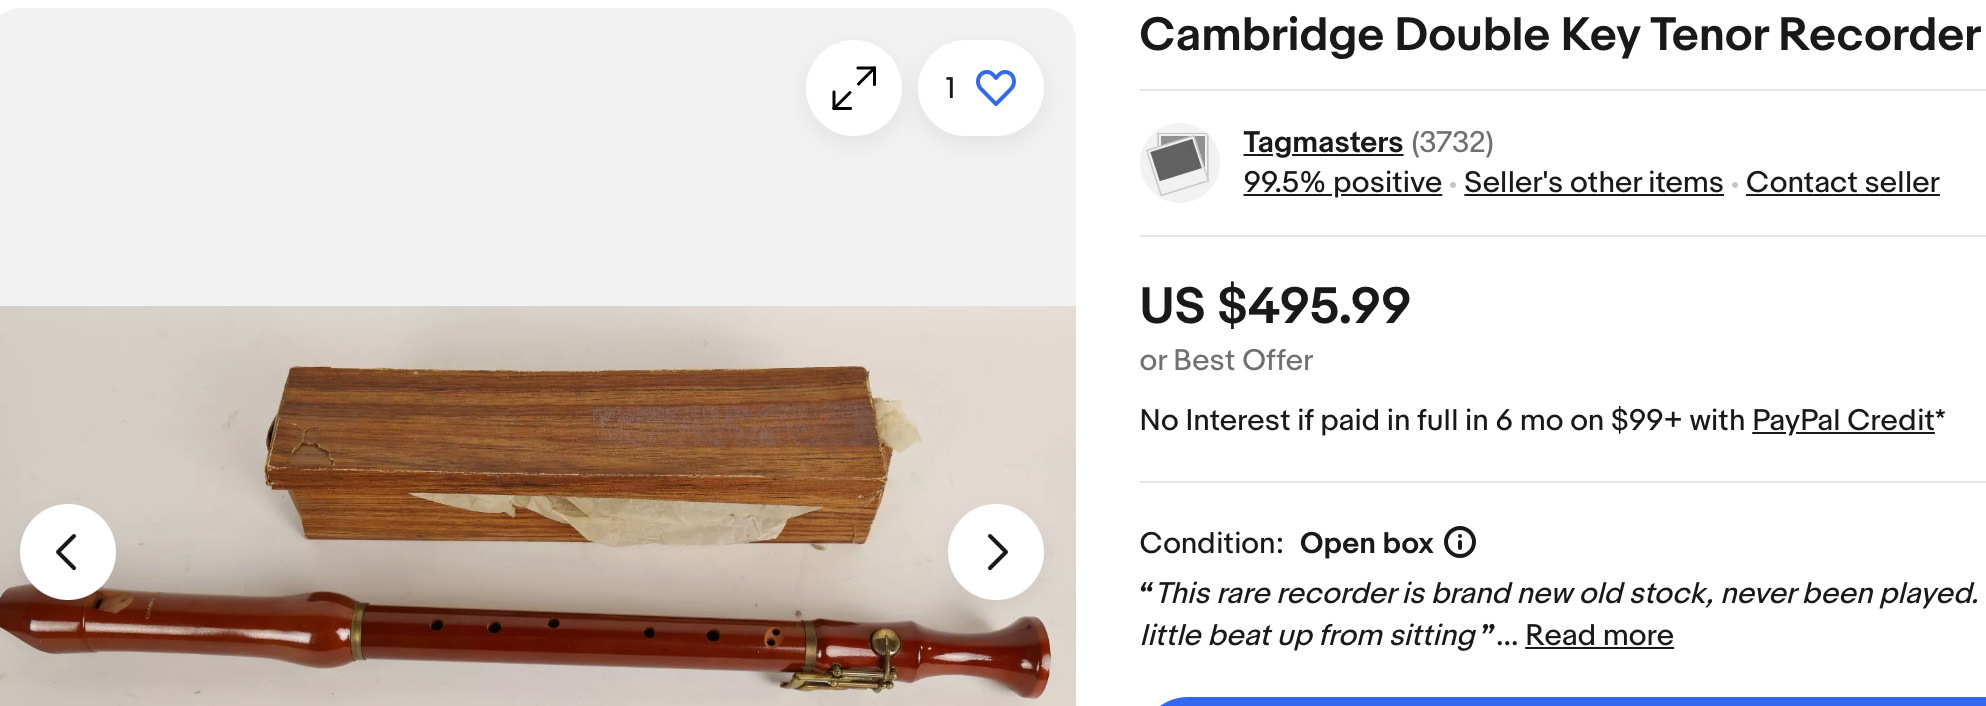 1
Cambridge Double Key Tenor Recorder
Tagmasters (3732)
99.5% positive • Seller's other items • Contact seller
US $495.99
or Best Offer
No Interest if paid in full in 6 mo on $99+ with PayPal Credit*
Condition: Open box
“This rare recorder is brand new old stock, never been played.
little beat up from sitting”... Read more